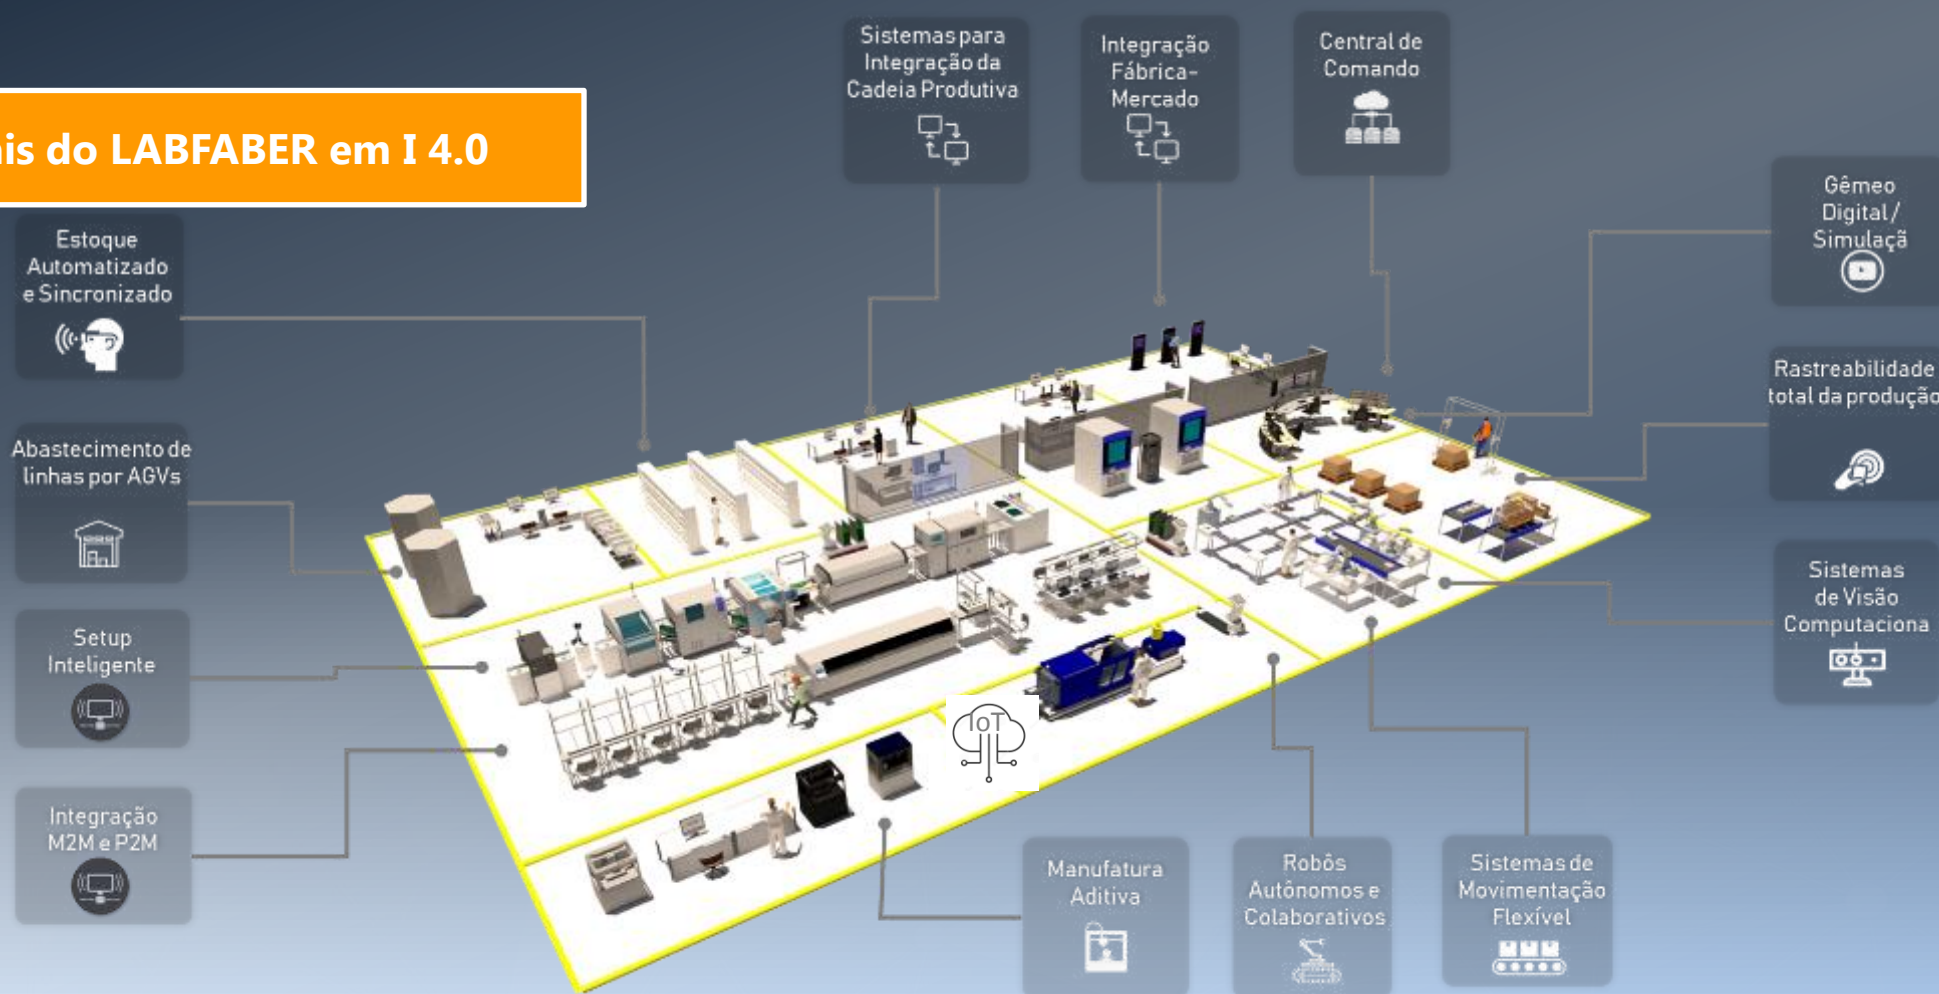 is do LABFABER em I 4.0
Sistemas para
Integração da
Cadeia Produtiva
Integração
Fábrica-
Mercado
Central de
Comando
Gêmeo
Digital /
Simulaçã
Estoque
Automatizado
e Sincronizado
Rastreabilidade
total da produção
Abastecimento de
linhas por AGVs
Sistemas
de Visão
Computaciona
Setup
Inteligente
IoT
Integração
M2M e P2M
Manufatura
Aditiva
Robôs
Autônomos e
Colaborativos
Sistemas de
Movimentação
Flexível